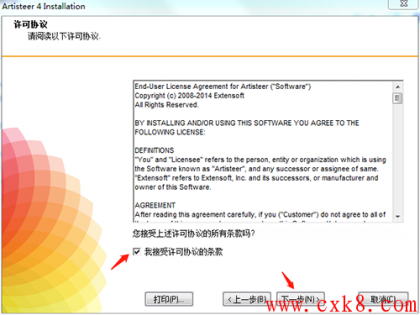 Artisteer 4 Installation
许可协议
请阅读以下许可协议.
End-User License Agreement for Artisteer ("Software")
Copyright (c) 2008-2014 Extensoft
All Rights Reserved.
BY INSTALLING AND/OR USING THIS SOFTWARE YOU AGREE TO THE
FOLLOWING LICENSE:
DEFINITIONS
"You" and "Licensee" refers to the person, entity or organization which is using
the Software known as "Artisteer", and any successor or assignee of same.
"Extensoft" refers to Extensoft, Inc. and its successors, or manufacturer and
owner of this Software.
AGREEMENT
After reading this agreement carefully, if you ("Customer") do not agree to all of
您接受上述许可协议的所有条款吗?
我接受许可协议的条款
打印(P)... <上一步(B) 下一步(N)> 取消(C)
www.cxk8.com